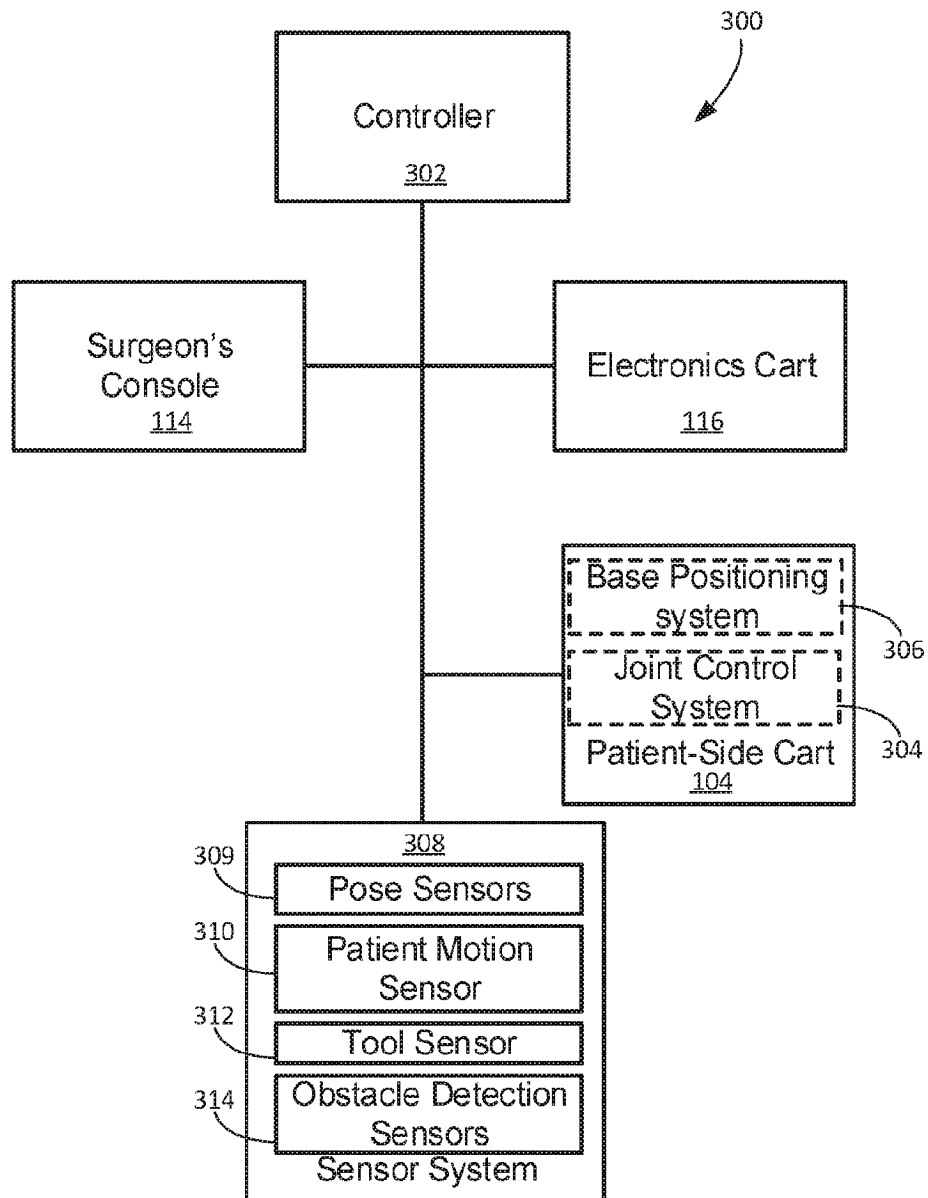 300
Controller
302
Surgeon's
Console
114
Electronics Cart
116
Base Positioning
system
306
Joint Control
System
304
Patient-Side Cart
104
308
309
Pose Sensors
310
Patient Motion
Sensor
312
Tool Sensor
314
Obstacle Detection
Sensors
Sensor System